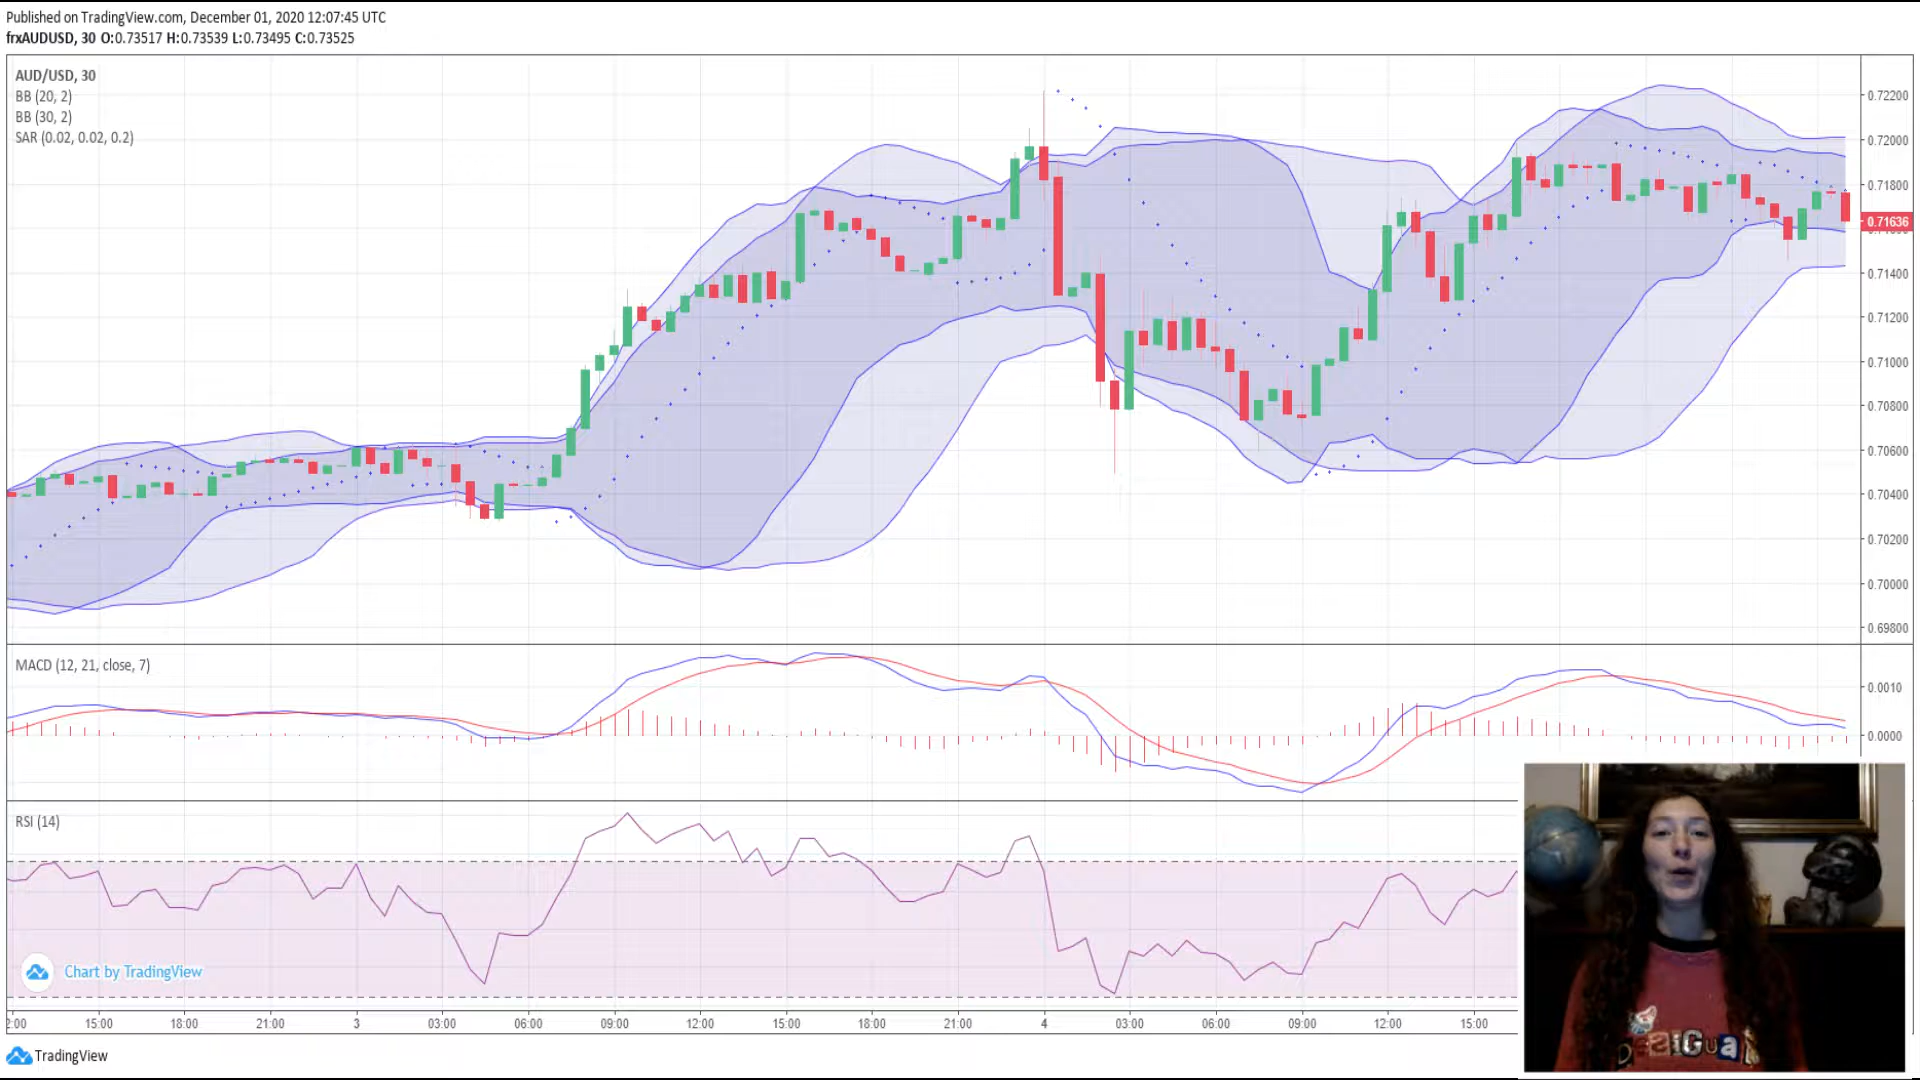 Published on TradingView.com, December 01, 2020 12:07:45 UTC
frxAUDUSD, 30 O:0.73517 H:0.73539 L:0.73495 C:0.73525
AUD/USD, 30
BB (20, 2)
BB (30, 2)
SAR (0.02, 0.02, 0.2)
0.72200
0.72000
0.71800
0.71636
0.71400
0.71200
0.71000
0.70800
0.70600
0.70400
0.70200
0.70000
0.69800
MACD (12, 21, close, 7)
0.0010
0.0000
RSI (14)
Chart by TradingView
2:00 15:00 18:00 21:00 3 03:00 06:00 09:00 12:00 15:00 18:00 21:00 4 03:00 06:00 09:00 12:00 15:00
TradingView
DesiGual